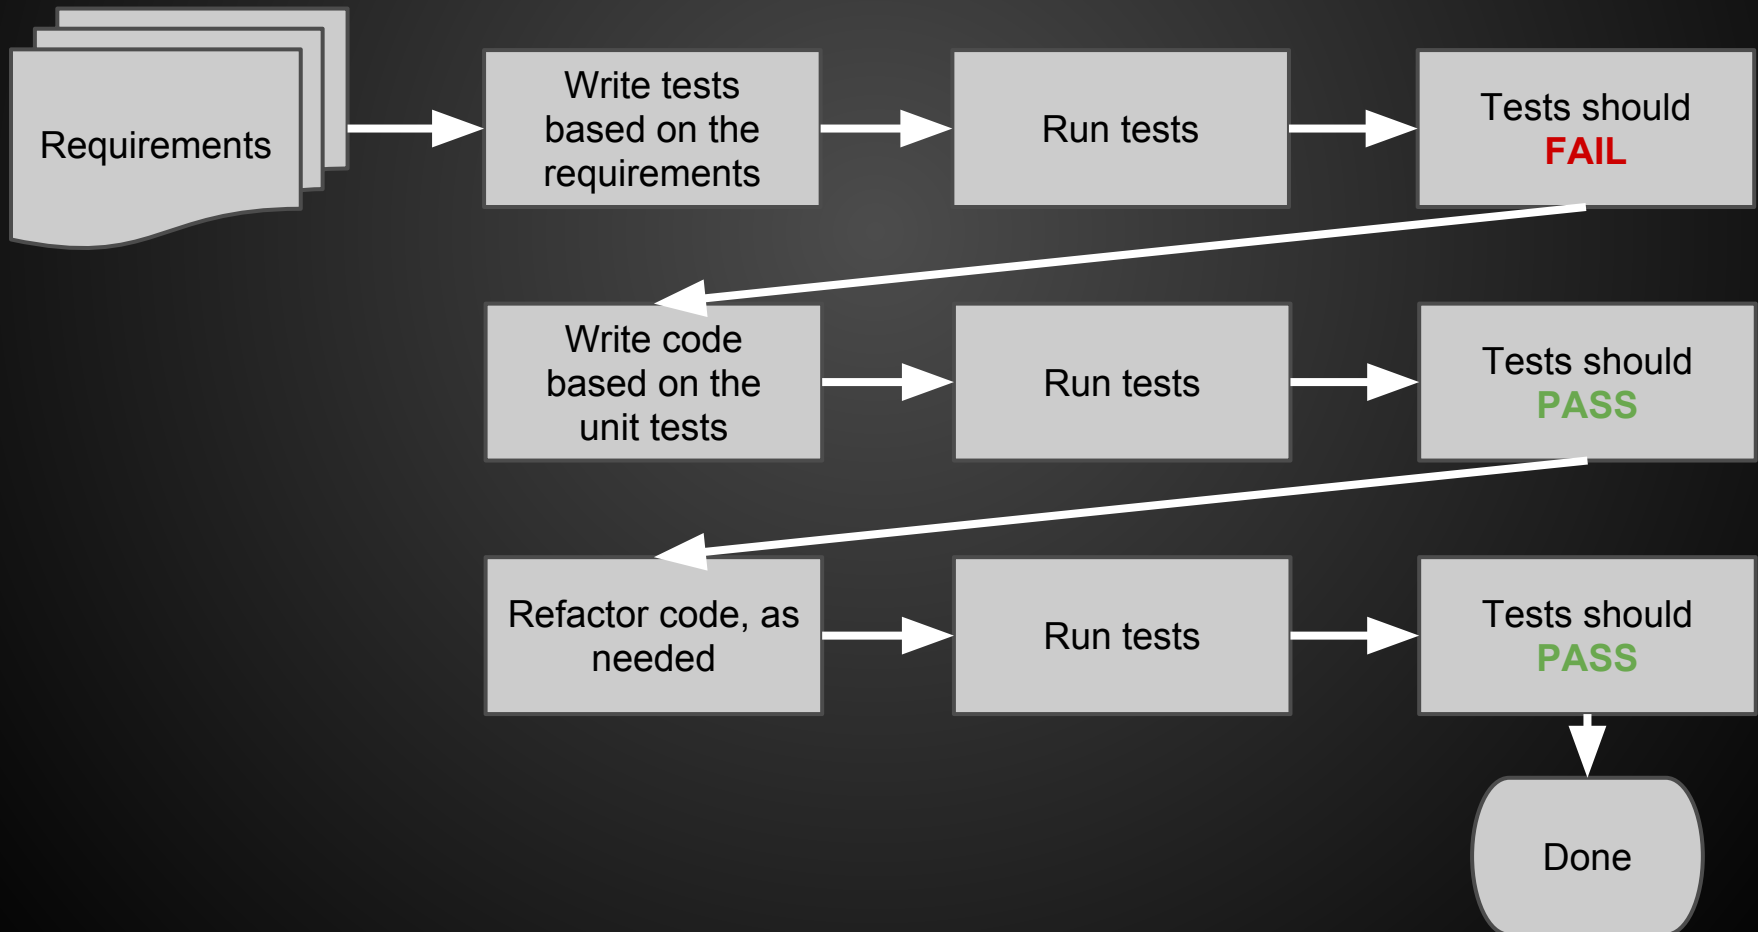 Requirements
Write tests
based on the
requirements
Run tests
Tests should
FAIL
Write code
based on the
unit tests
Run tests
Tests should
PASS
Refactor code, as
needed
Run tests
Tests should
PASS
Done